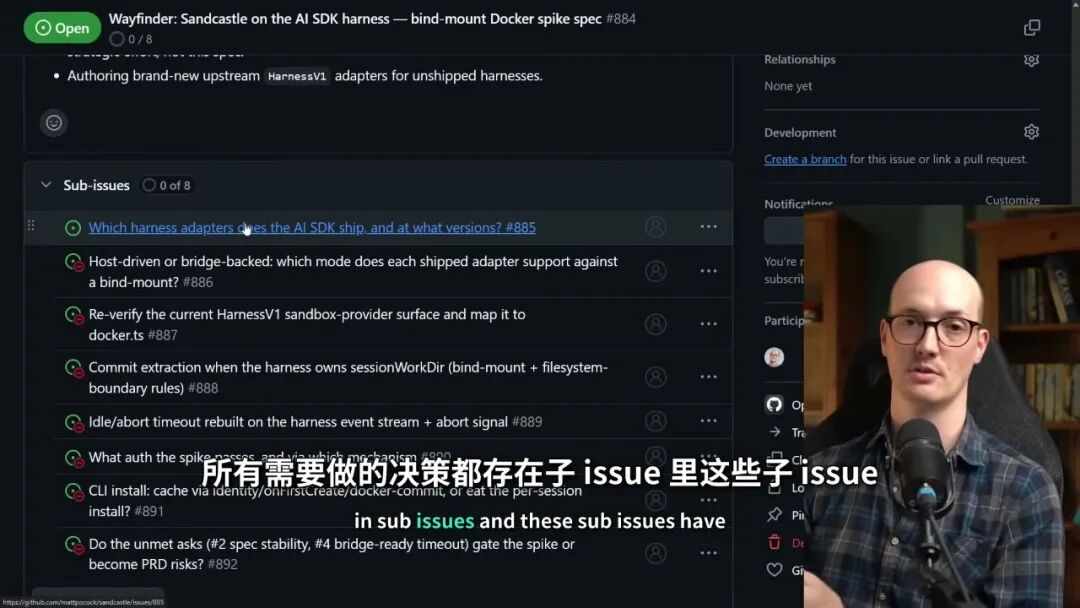 Open
Wayfinder: Sandcastle on the AI SDK harness — bind-mount Docker spike spec #884
0 / 8
Authoring brand-new upstream HarnessV1 adapters for unshipped harnesses.
Sub-issues 0 of 8
Which harness adapters does the AI SDK ship, and at what versions? #885
Host-driven or bridge-backed: which mode does each shipped adapter support against
a bind-mount? #886
Re-verify the current HarnessV1 sandbox-provider surface and map it to
docker.ts #887
Commit extraction when the harness owns sessionWorkDir (bind-mount + filesystem-
boundary rules) #888
Idle/abort timeout rebuilt on the harness event stream + abort signal #889
What auth the spike passes, and via which mechanism #890
CLI install: cache via identity/onFirstCreate/docker-commit, or eat the per-session
install? #891
Do the unmet asks (#2 spec stability, #4 bridge-ready timeout) gate the spike or
become PRD risks? #892
Relationships
None yet
Development
Create a branch for this issue or link a pull request.
Notifications
Customize
You're
subscri
Particip
所有需要做的决策都存在子 issue 里这些子 issue
in sub issues and these sub issues have
https://github.com/mattpocock/sandcastle/issues/885